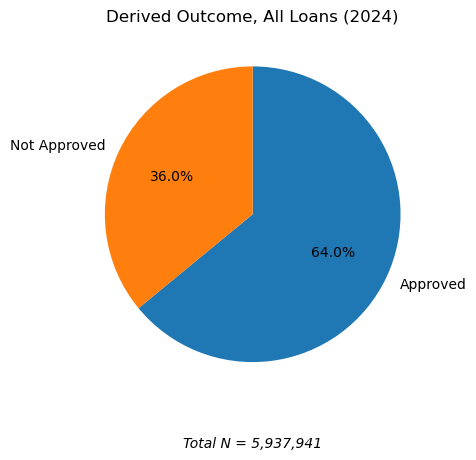 Derived Outcome, All Loans (2024)
Not Approved
36.0%
64.0%
Approved
Total N = 5,937,941